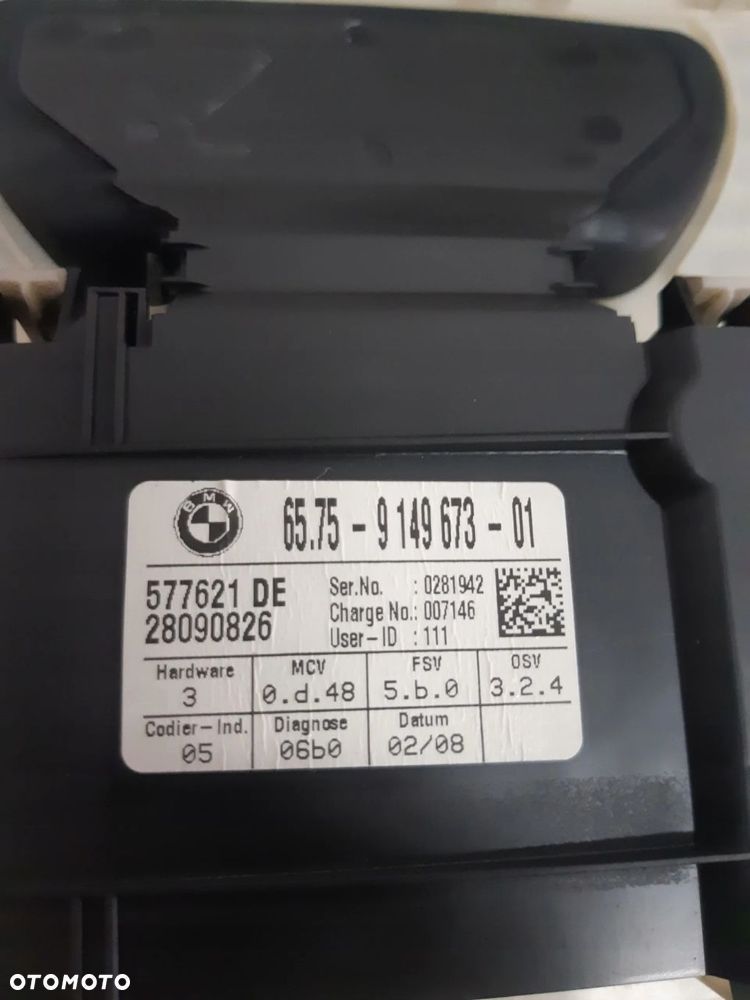 BMW
65.75 - 9 149 673 - 01
577621 DE
28090826
Ser.No. : 0281942
Charge No.: 007146
User-ID : 111
Hardware MCV FSV OSV
3 0.d.48 5.b.0 3.2.4
Codier-Ind. Diagnose Datum
05 06b0 02/08
OTOMOTO